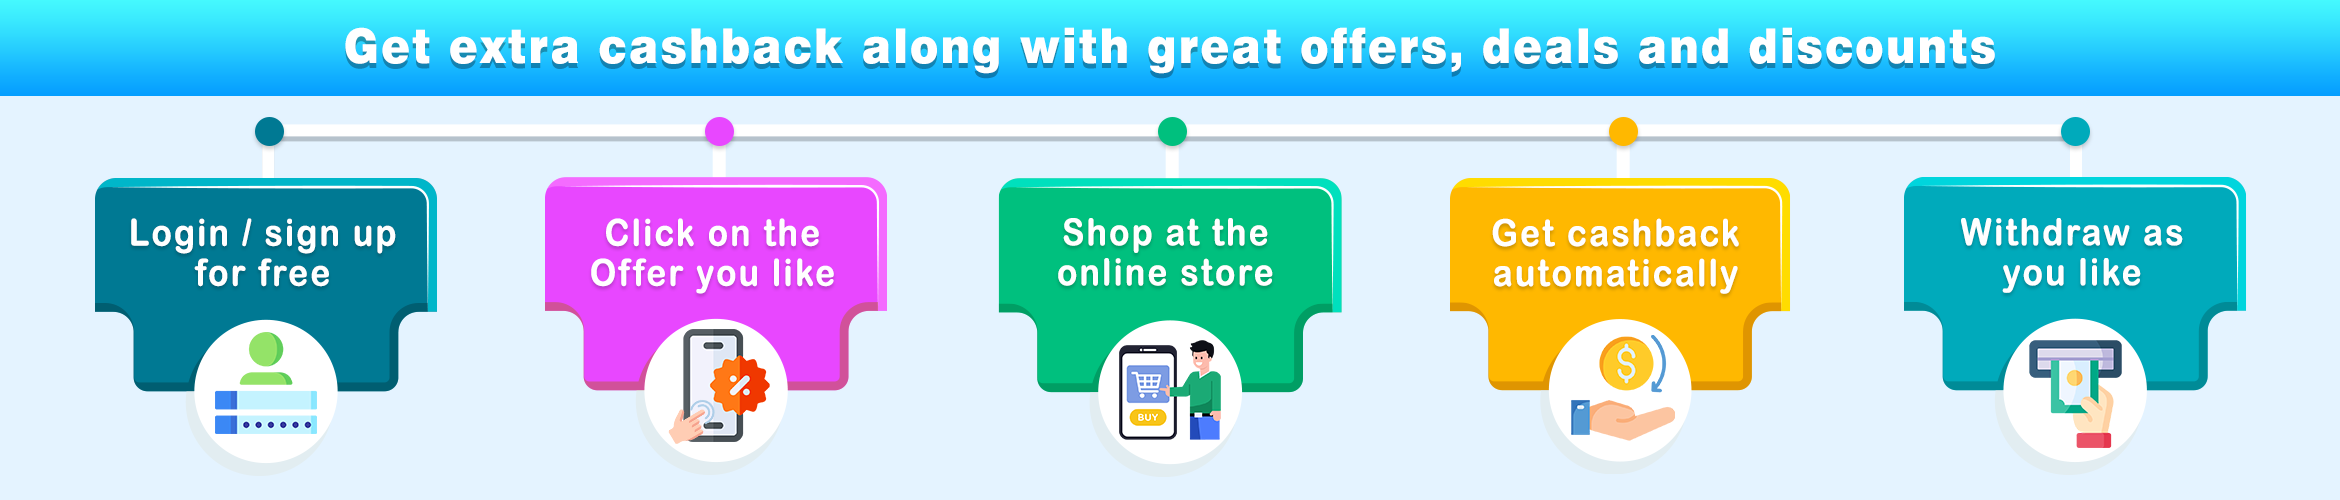 Get extra cashback along with great offers, deals and discounts
Login / sign up
for free
Click on the
Offer you like
Shop at the
online store
BUY
Get cashback
automatically
Withdraw as
you like